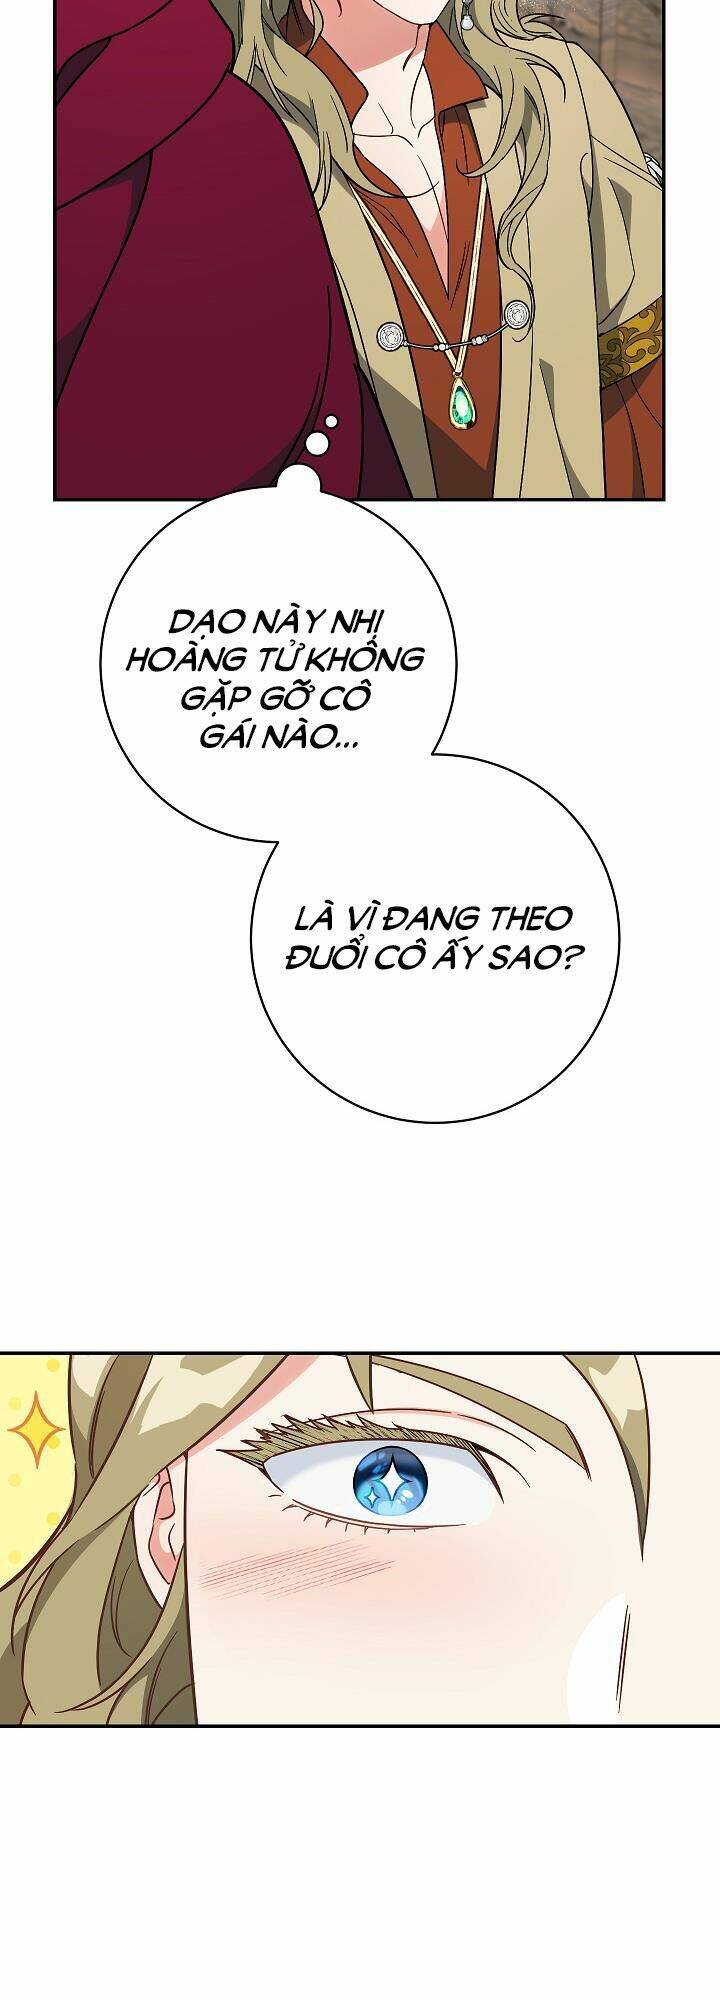 DẠO NÀY NHỊ
HOÀNG TỬ KHÔNG
GẶP GỠ CÔ
GÁI NÀO...
LÀ VÌ ĐANG THEO
ĐUỔI CÔ ẤY SAO?